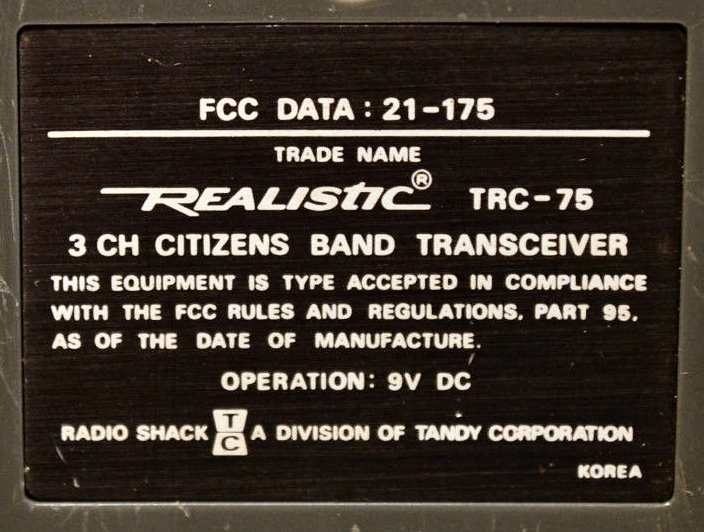 FCC DATA : 21-175
TRADE NAME
REALISTIC® TRC-75
3 CH CITIZENS BAND TRANSCEIVER
THIS EQUIPMENT IS TYPE ACCEPTED IN COMPLIANCE
WITH THE FCC RULES AND REGULATIONS. PART 95.
AS OF THE DATE OF MANUFACTURE.
OPERATION: 9V DC
RADIO SHACK TC A DIVISION OF TANDY CORPORATION
KOREA